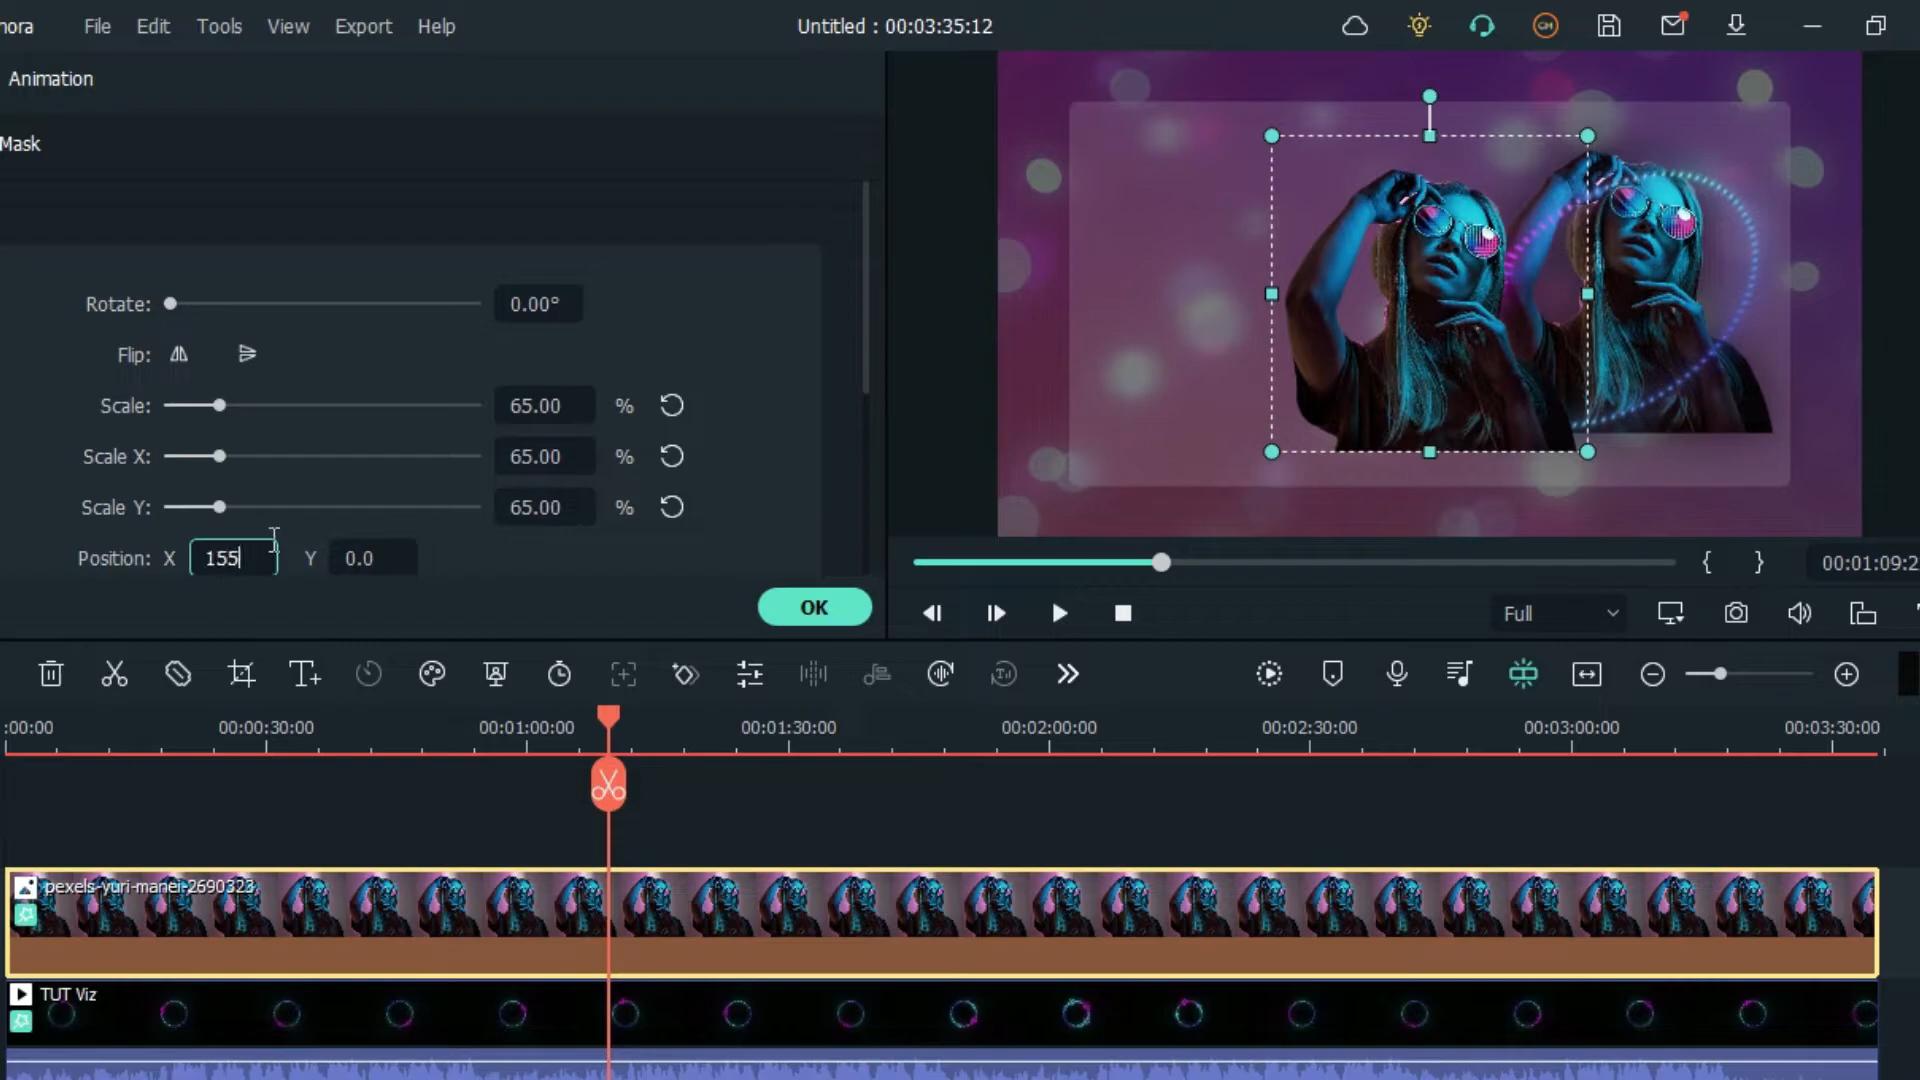 nora File Edit Tools View Export Help Untitled : 00:03:35:12
Animation
Mask
Rotate: 0.00°
Flip:
Scale: 65.00 %
Scale X: 65.00 %
Scale Y: 65.00 %
Position: X 155 Y 0.0
OK
{ } 00:01:09:2
Full
:00:00 00:00:30:00 00:01:00:00 00:01:30:00 00:02:00:00 00:02:30:00 00:03:00:00 00:03:30:00
pexels-yuri-manei-2690323
TUT Viz